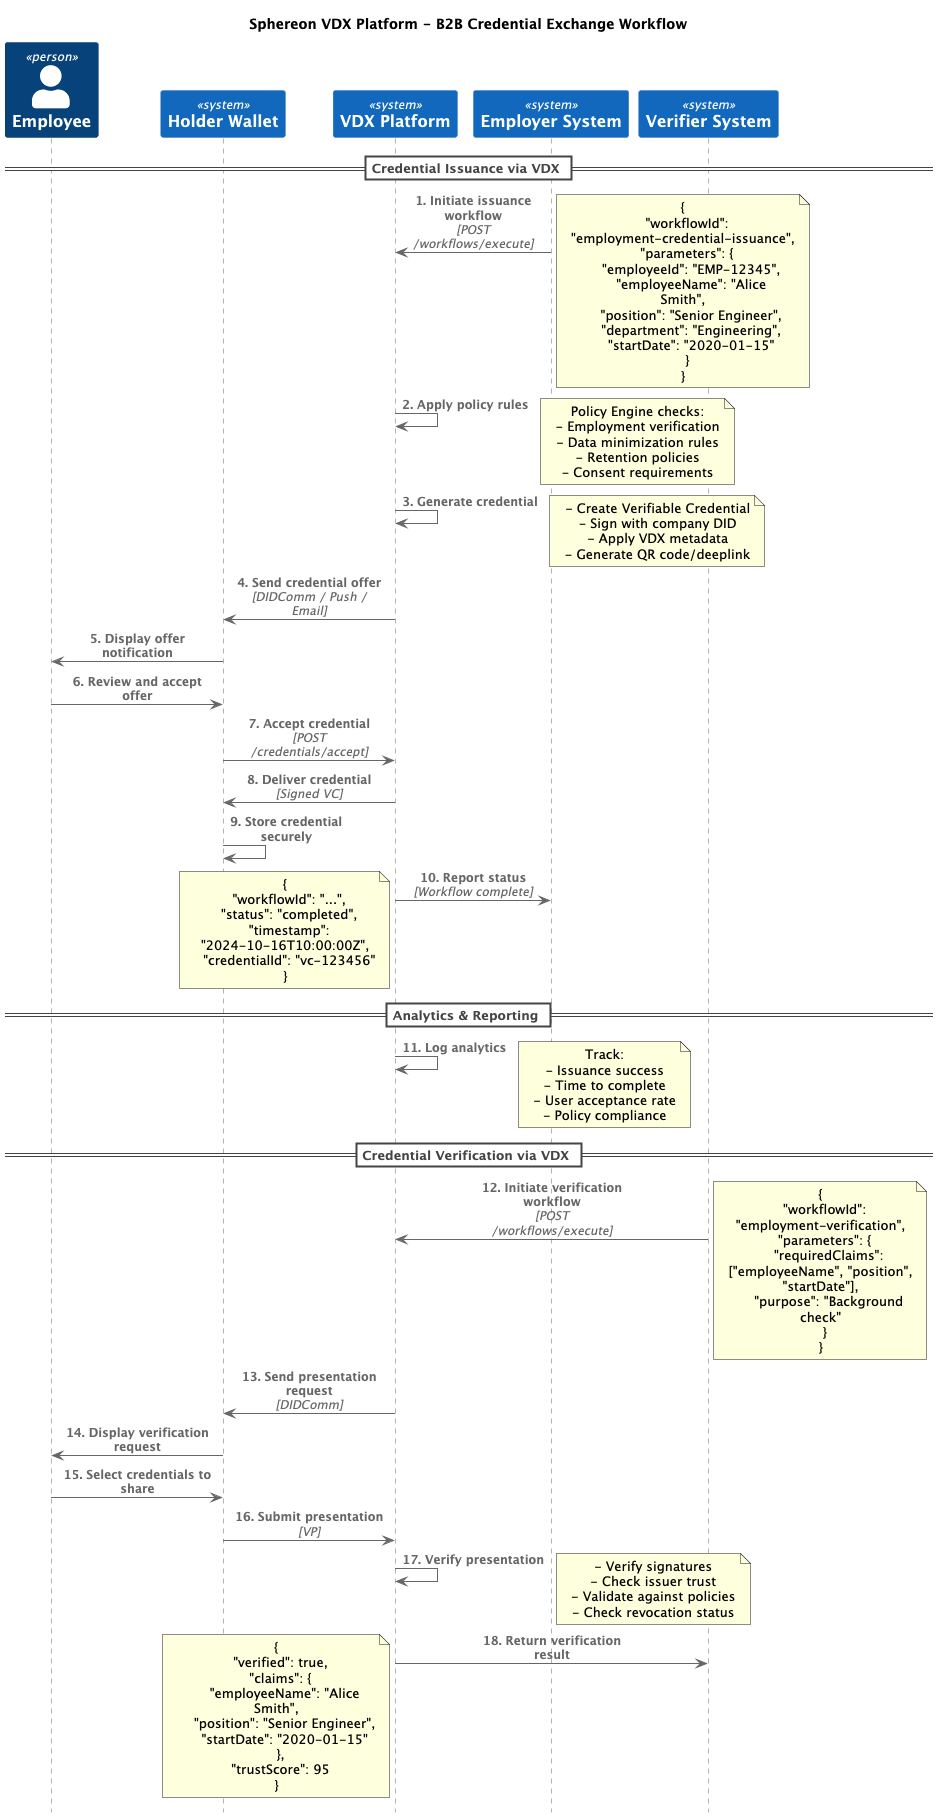 Sphereon VDX Platform - B2B Credential Exchange Workflow
«person»
Employee
«system»
Holder Wallet
«system»
VDX Platform
«system»
Employer System
«system»
Verifier System
Credential Issuance via VDX
1. Initiate issuance
workflow
[POST
/workflows/execute]
{
"workflowId":
"employment-credential-issuance",
"parameters": {
"employeeId": "EMP-12345",
"employeeName": "Alice
Smith",
"position": "Senior Engineer",
"department": "Engineering",
"startDate": "2020-01-15"
}
}
2. Apply policy rules
Policy Engine checks:
- Employment verification
- Data minimization rules
- Retention policies
- Consent requirements
3. Generate credential
- Create Verifiable Credential
- Sign with company DID
- Apply VDX metadata
- Generate QR code/deeplink
4. Send credential offer
[DIDComm / Push /
Email]
5. Display offer
notification
6. Review and accept
offer
7. Accept credential
[POST
/credentials/accept]
8. Deliver credential
[Signed VC]
9. Store credential
securely
10. Report status
[Workflow complete]
{
"workflowId": "...",
"status": "completed",
"timestamp":
"2024-10-16T10:00:00Z",
"credentialId": "vc-123456"
}
Analytics & Reporting
11. Log analytics
Track:
- Issuance success
- Time to complete
- User acceptance rate
- Policy compliance
Credential Verification via VDX
12. Initiate verification
workflow
[POST
/workflows/execute]
{
"workflowId":
"employment-verification",
"parameters": {
"requiredClaims":
["employeeName", "position",
"startDate"],
"purpose": "Background
check"
}
}
13. Send presentation
request
[DIDComm]
14. Display verification
request
15. Select credentials to
share
16. Submit presentation
[VP]
17. Verify presentation
- Verify signatures
- Check issuer trust
- Validate against policies
- Check revocation status
18. Return verification
result
{
"verified": true,
"claims": {
"employeeName": "Alice
Smith",
"position": "Senior Engineer",
"startDate": "2020-01-15"
},
"trustScore": 95
}